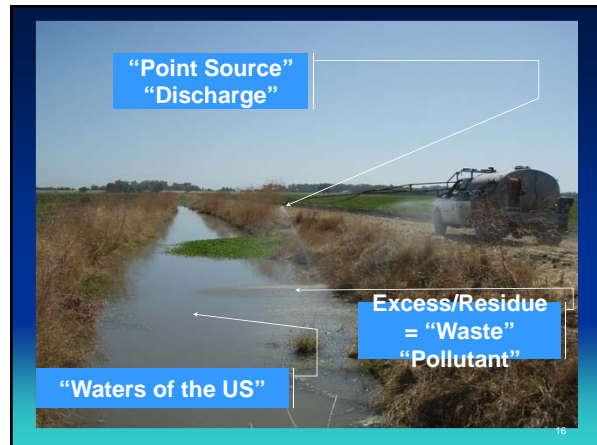 “Point Source”
“Discharge”
Excess/Residue
= “Waste”
“Pollutant”
“Waters of the US”
16